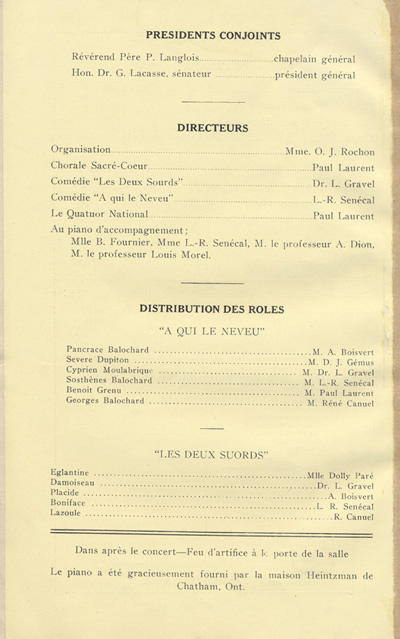 PRESIDENTS CONJOINTS
Révérend Père P. Langlois..............................chapelain général
Hon. Dr. G. Lacasse, sénateur ........................président général
DIRECTEURS
Organisation..............................................................Mme. O. J. Rochon
Chorale Sacré-Coeur..........................................................Paul Laurent
Comédie "Les Deux Sourds"..............................................Dr. L. Gravel
Comédie "A qui le Neveu"................................................L.-R. Senécal
Le Quatuor National..........................................................Paul Laurent
Au piano d'accompagnement;
Mlle B. Fournier, Mme L.-R. Senécal, M. le professeur A. Dion,
M. le professeur Louis Morel.
DISTRIBUTION DES ROLES
"A QUI LE NEVEU"
Pancrace Balochard ........................................ M. A. Boisvert
Severe Dupiton ............................................M. D. J. Gémus
Cyprien Moulabrique ................................... M. Dr. L. Gravel
Sosthènes Balochard .................................... M. L.-R. Senécal
Benoit Grenu .............................................. M. Paul Laurent
Georges Balochard ....................................... M. Réné Canuel
"LES DEUX SUORDS"
Eglantine ....................................................Mlle Dolly Paré
Damoiseau ....................................................Dr. L. Gravel
Placide..........................................................A. Boisvert
Boniface .......................................................L. R. Senécal
Lazoule .........................................................R. Canuel
Dans après le concert—Feu d'artifice à la porte de la salle
Le piano a été gracieusement fourni par la maison Heintzman de
Chatham, Ont.